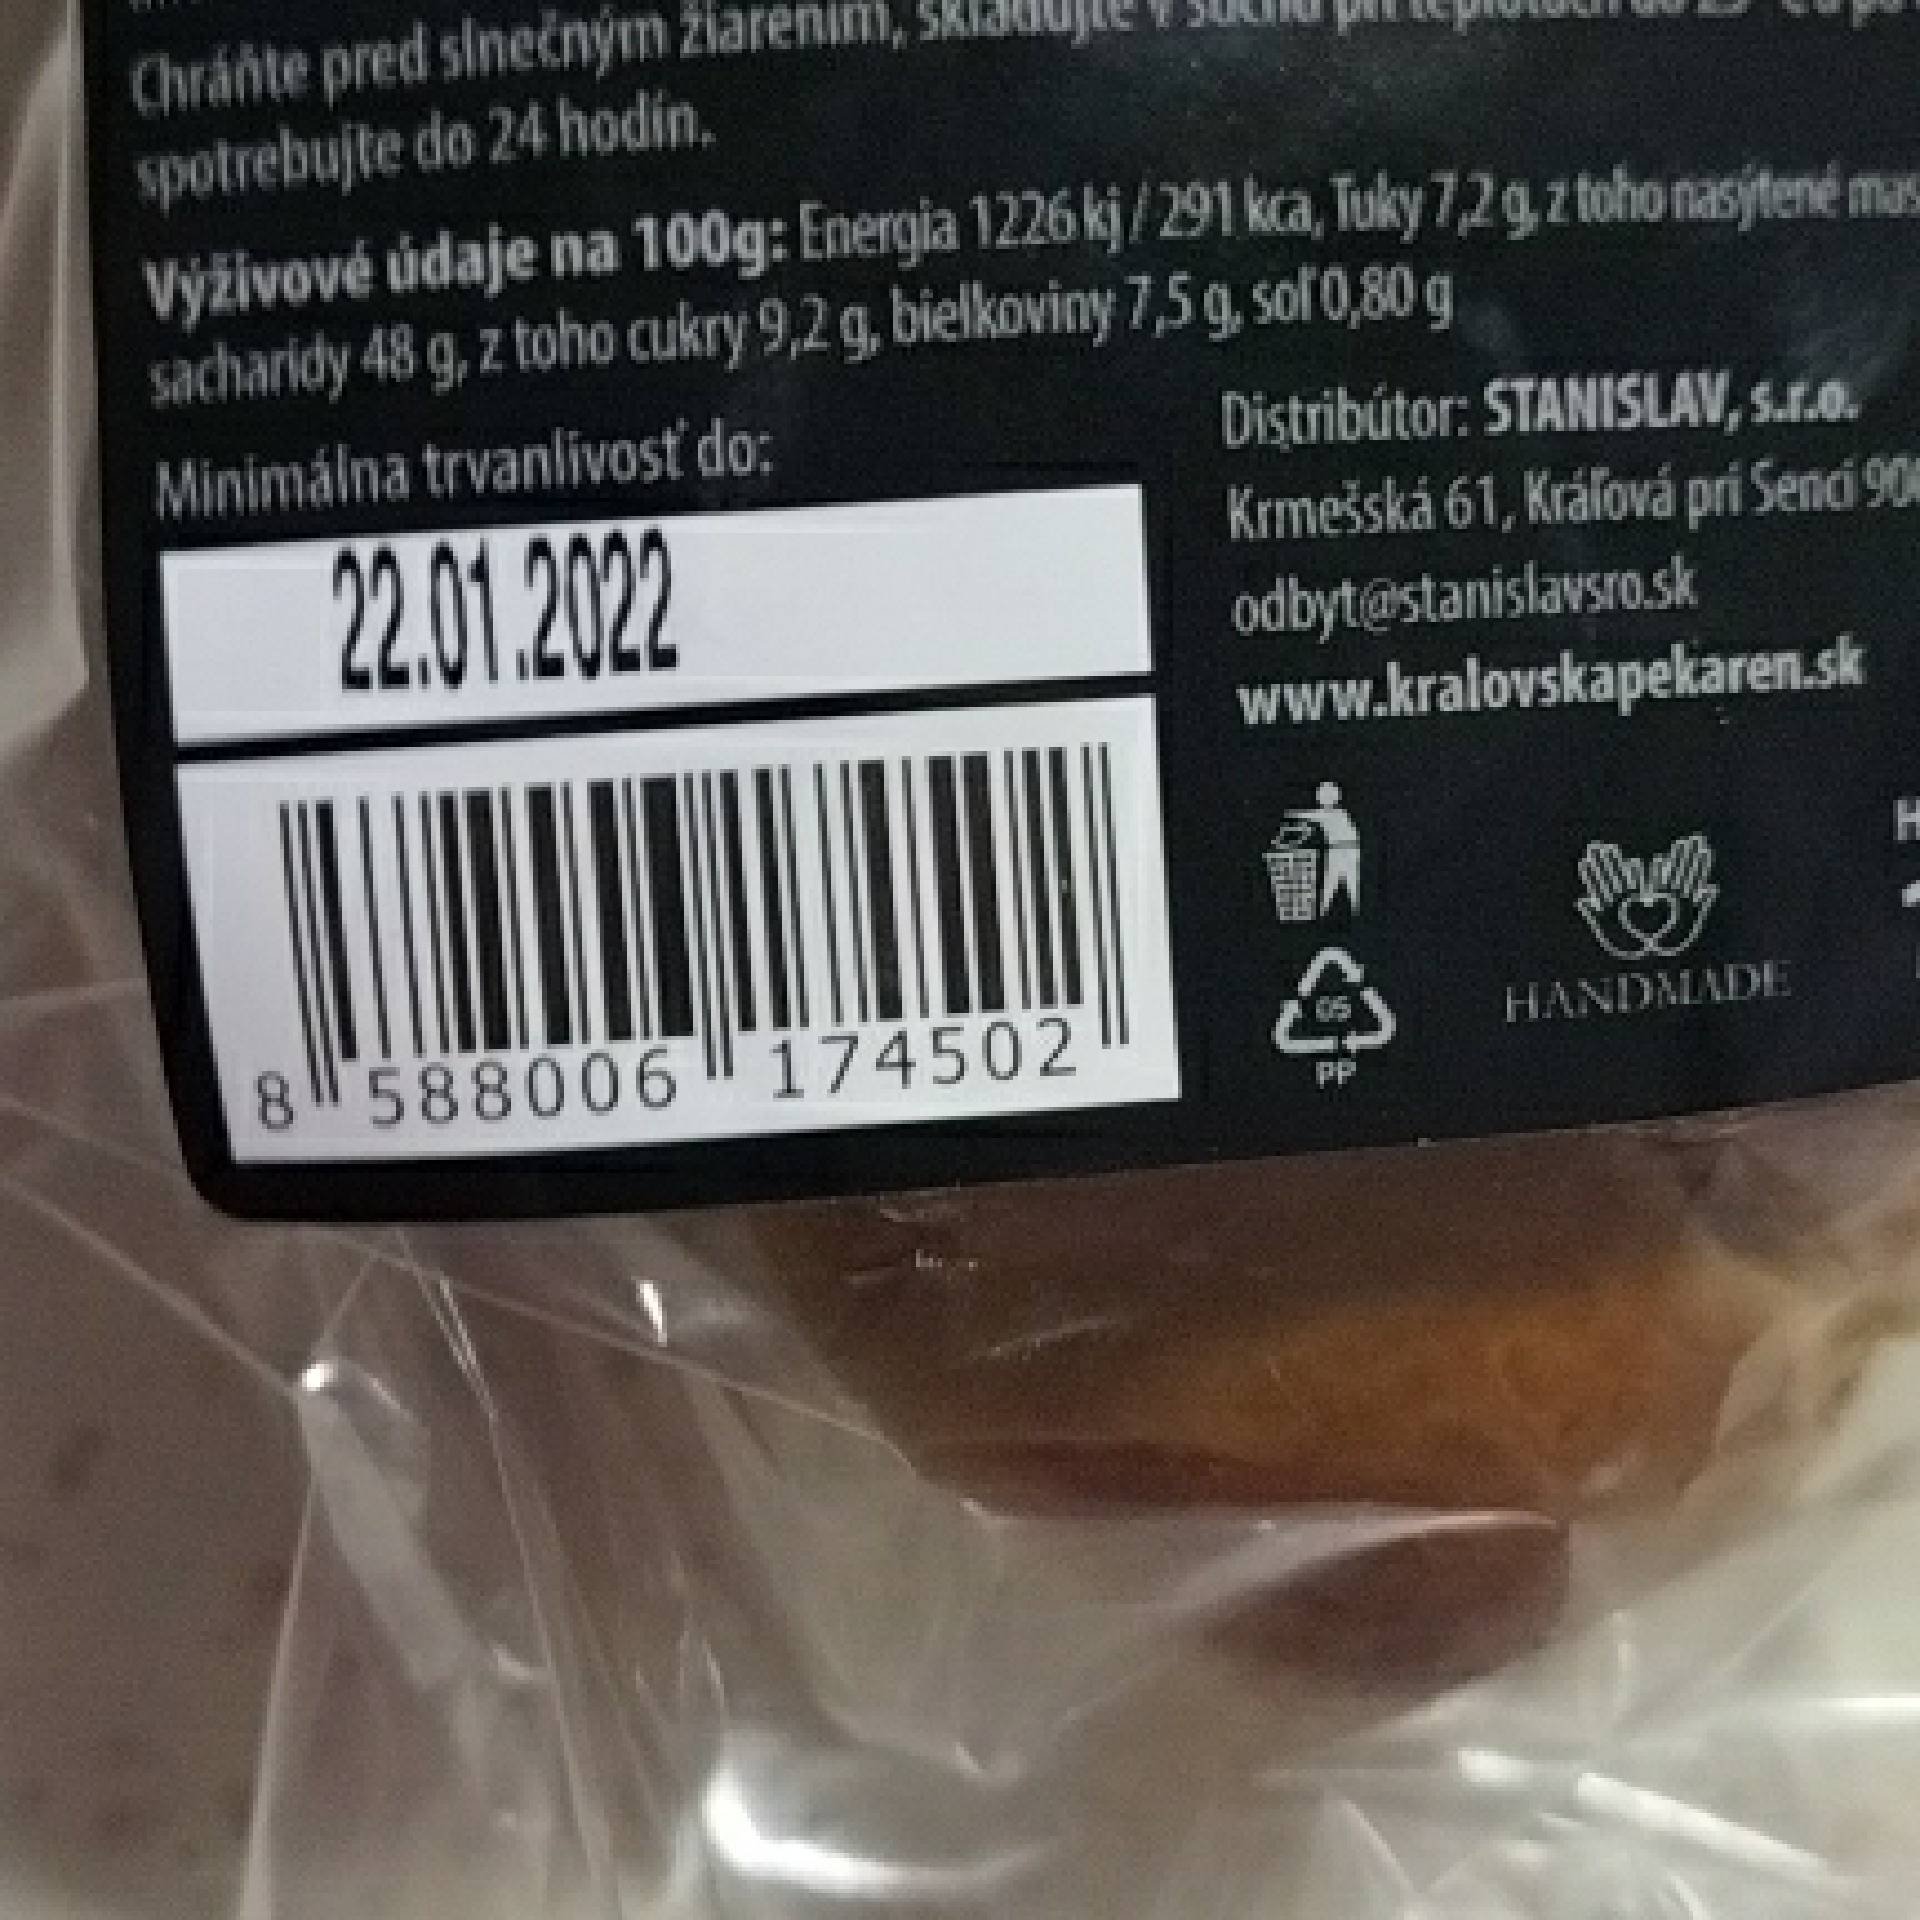 Chráňte pred slnečným žiarením, skladujte v suchu pri teplotách do 25° C
spotrebujte do 24 hodín.
Výživové údaje na 100g: Energia 1226 kj / 291 kca, Tuky 7,2 g, z toho nasýtené
sacharidy 48 g, z toho cukry 9,2 g, bielkoviny 7,5 g, soľ 0,80 g
Minimálna trvanlivosť do:
22.01.2022
8 588006 174502
Distribútor: STANISLAV, s.r.o.
Krmešská 61, Kráľová pri Senci
odbyt@stanislavsro.sk
www.kralovskapekaren.sk
05
PP
HANDMADE